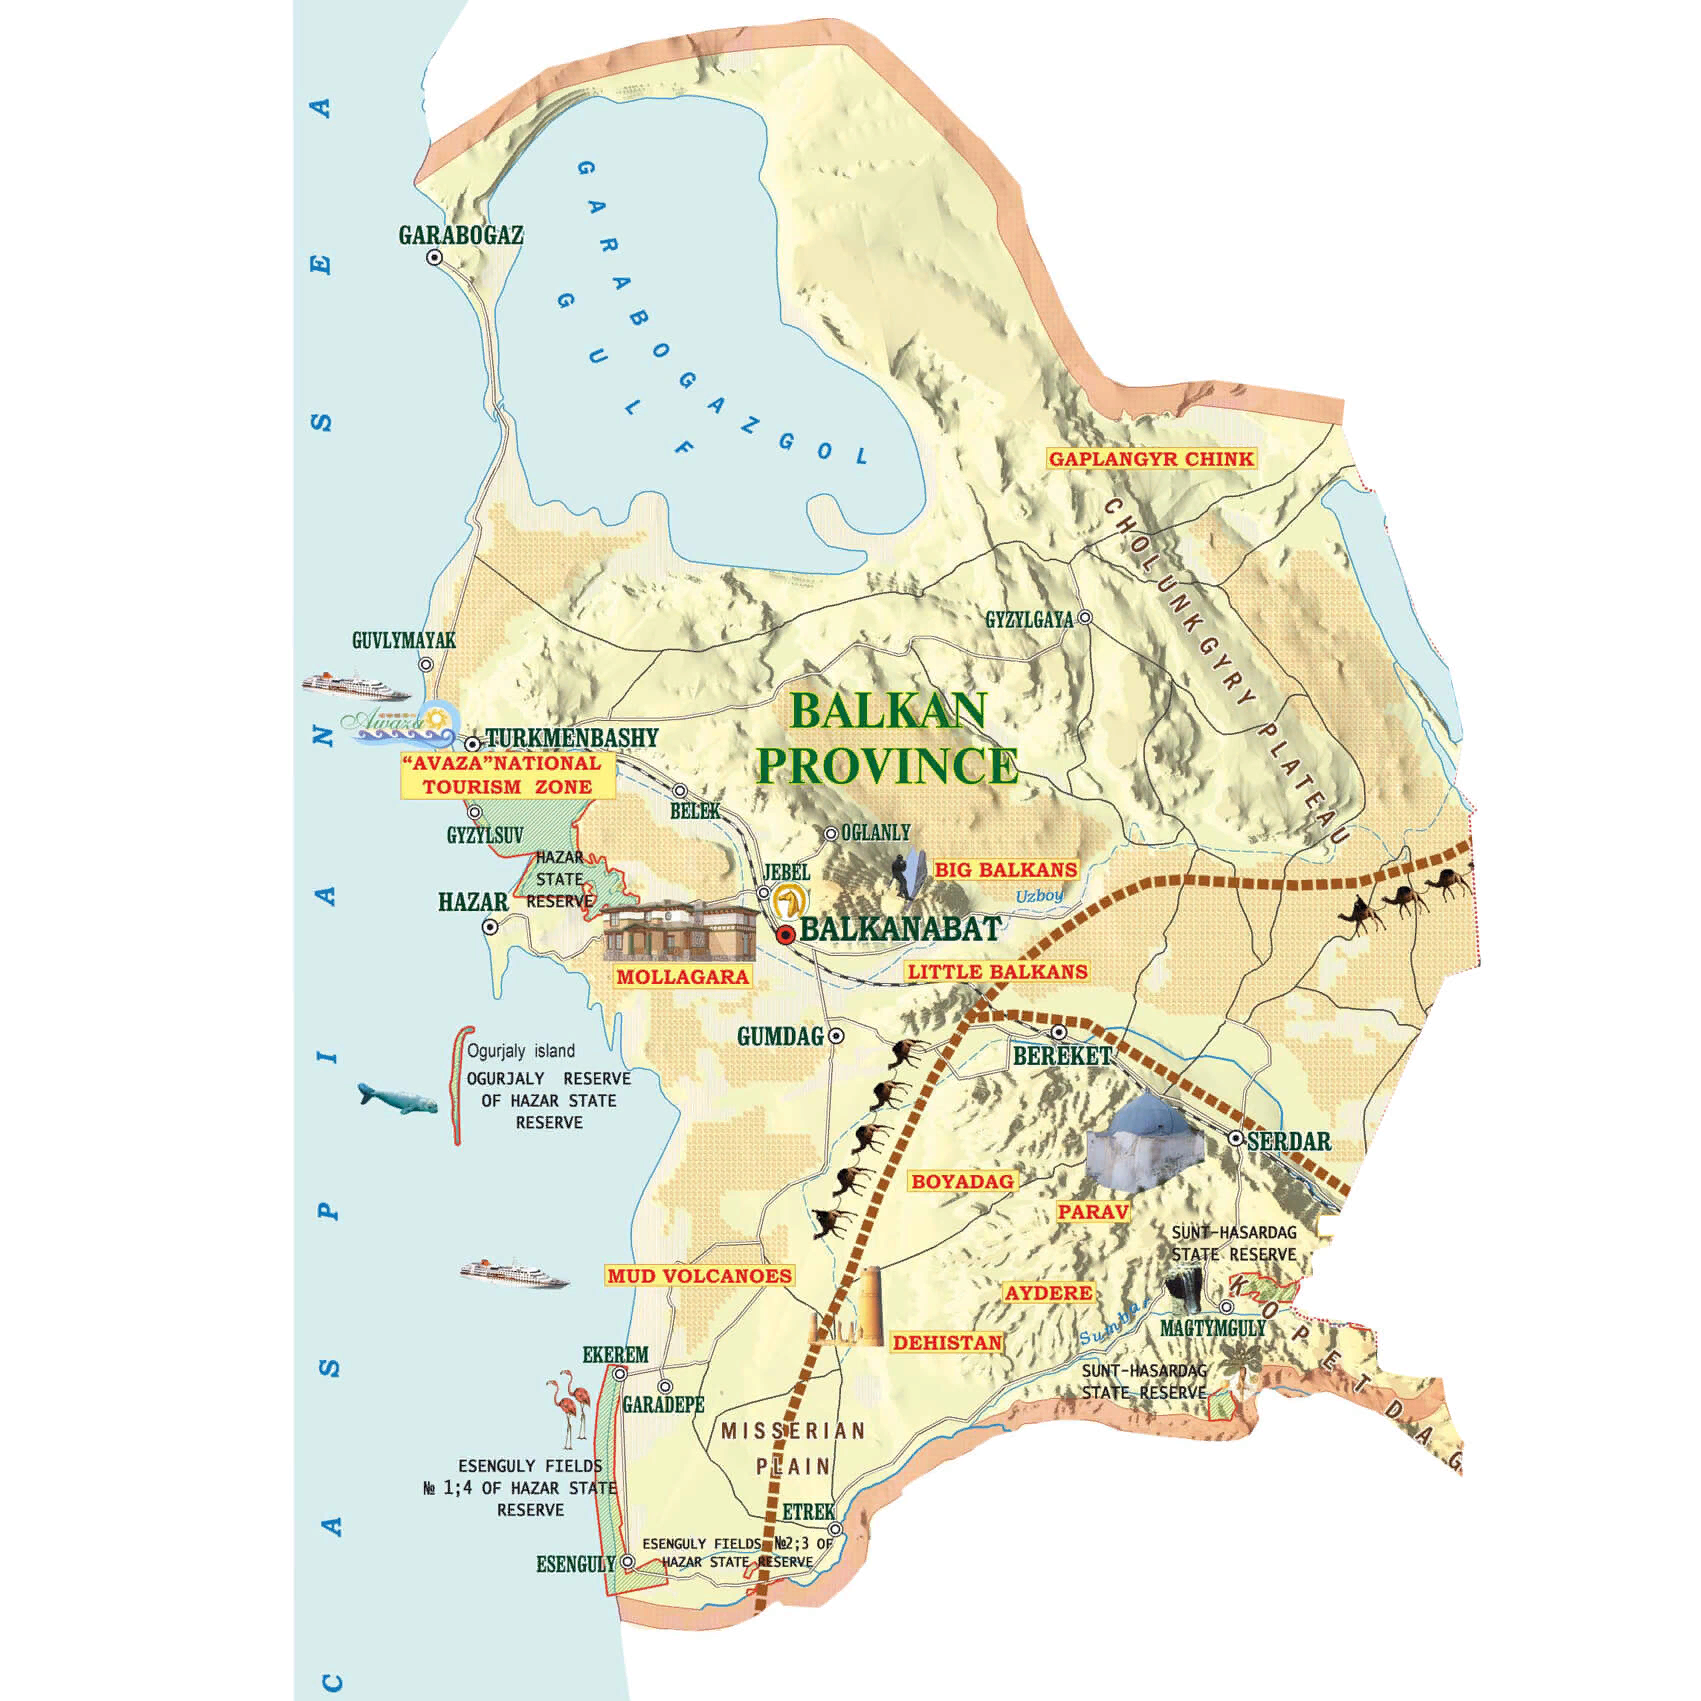 CASPIAN SEA
GARABOGAZGOL
GULF
GARABOGAZ
GAPLANGYR CHINK
CHOLUNKGYRY PLATEAU
GYZYLGAYA
GUVLYMAYAK
BALKAN
PROVINCE
Awaza
TURKMENBASHY
"AVAZA"NATIONAL
TOURISM ZONE
BELEK
GYZYLSUV
OGLANLY
HAZAR
STATE
RESERVE
JEBEL
BIG BALKANS
Uzboy
HAZAR
BALKANABAT
MOLLAGARA
LITTLE BALKANS
GUMDAG
BEREKET
Ogurjaly island
OGURJALY RESERVE
OF HAZAR STATE
RESERVE
SERDAR
BOYADAG
PARAV
SUNT-HASARDAG
STATE RESERVE
MUD VOLCANOES
AYDERE
Sumbar
MAGTYMGULY
KOPETDAG
DEHISTAN
EKEREM
SUNT-HASARDAG
STATE RESERVE
GARADEPE
MISSERIAN
PLAIN
ESENGULY FIELDS
№ 1;4 OF HAZAR STATE
RESERVE
ETREK
ESENGULY FIELDS №2;3 OF
HAZAR STATE RESERVE
ESENGULY